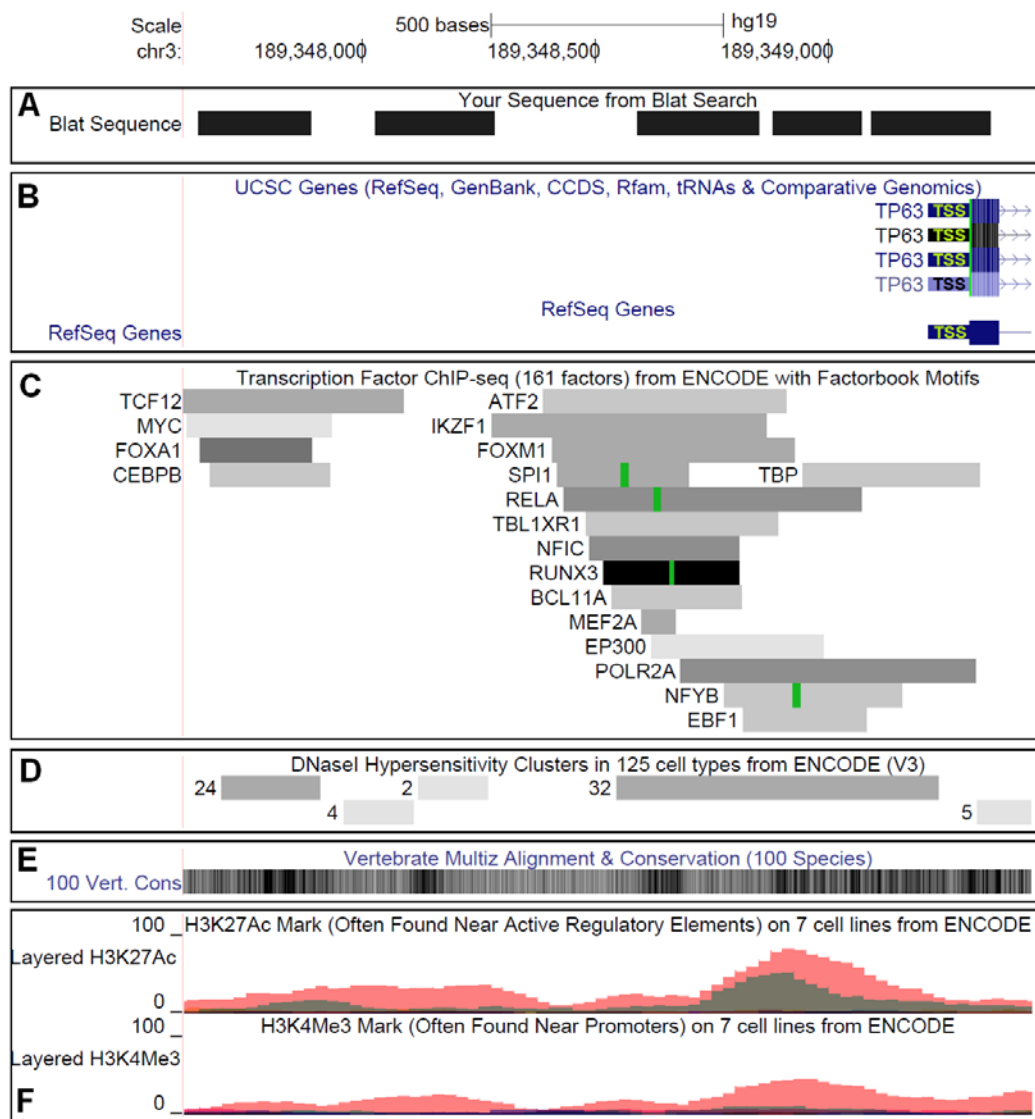 Scale 500 bases hg19
chr3: 189,348,000 189,348,500 189,349,000
A
Your Sequence from Blat Search
Blat Sequence
B
UCSC Genes (RefSeq, GenBank, CCDS, Rfam, tRNAs & Comparative Genomics)
TP63 TSS
TP63 TSS
TP63 TSS
TP63 TSS
RefSeq Genes
RefSeq Genes TSS
C
Transcription Factor ChIP-seq (161 factors) from ENCODE with Factorbook Motifs
TCF12 ATF2
MYC IKZF1
FOXA1 FOXM1
CEBPB SPI1 TBP
RELA
TBL1XR1
NFIC
RUNX3
BCL11A
MEF2A
EP300
POLR2A
NFYB
EBF1
D
DNaseI Hypersensitivity Clusters in 125 cell types from ENCODE (V3)
24 2 32
4 5
E
Vertebrate Multiz Alignment & Conservation (100 Species)
100 Vert. Cons
100 H3K27Ac Mark (Often Found Near Active Regulatory Elements) on 7 cell lines from ENCODE
Layered H3K27Ac
0
H3K4Me3 Mark (Often Found Near Promoters) on 7 cell lines from ENCODE
100
Layered H3K4Me3
F 0